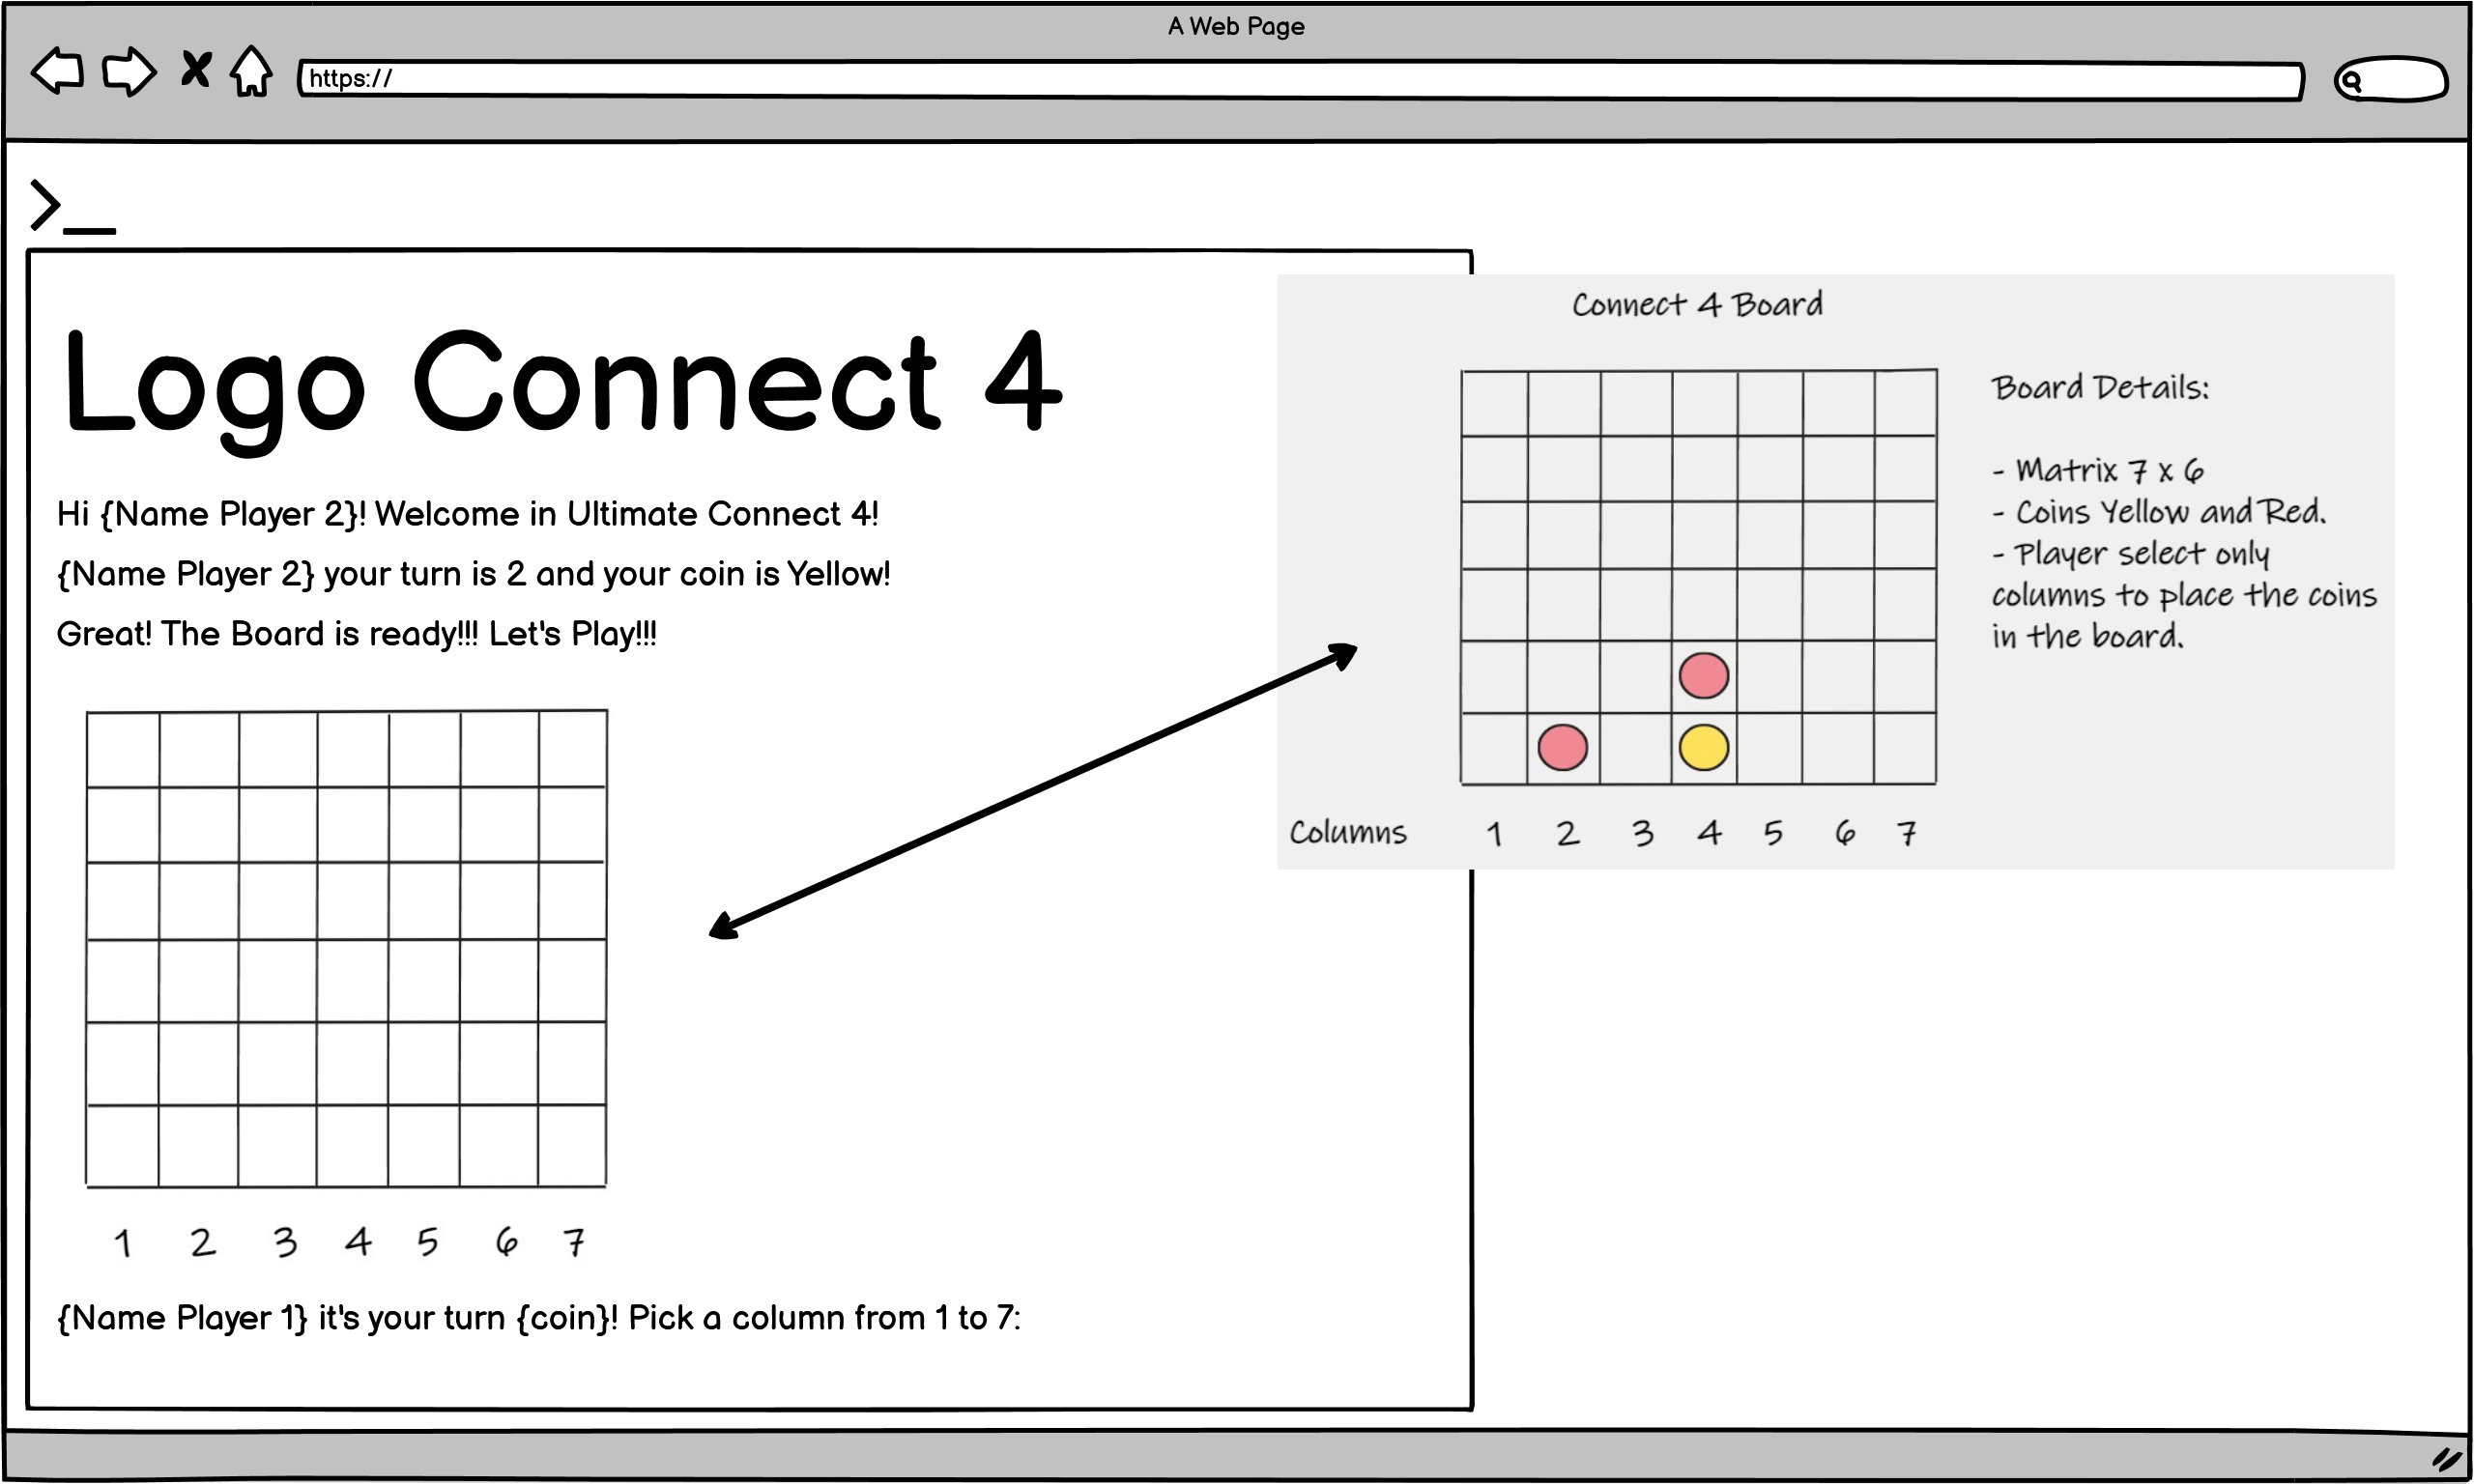 A Web Page
https://
>_
Logo Connect 4
Hi {Name Player 2}! Welcome in Ultimate Connect 4!
{Name Player 2} your turn is 2 and your coin is Yellow!
Great! The Board is ready!!! Let's Play!!!
1 2 3 4 5 6 7
{Name Player 1} it's your turn {coin}! Pick a column from 1 to 7:
Connect 4 Board
Board Details:
- Matrix 7 x 6
- Coins Yellow and Red.
- Player select only
columns to place the coins
in the board.
Columns 1 2 3 4 5 6 7